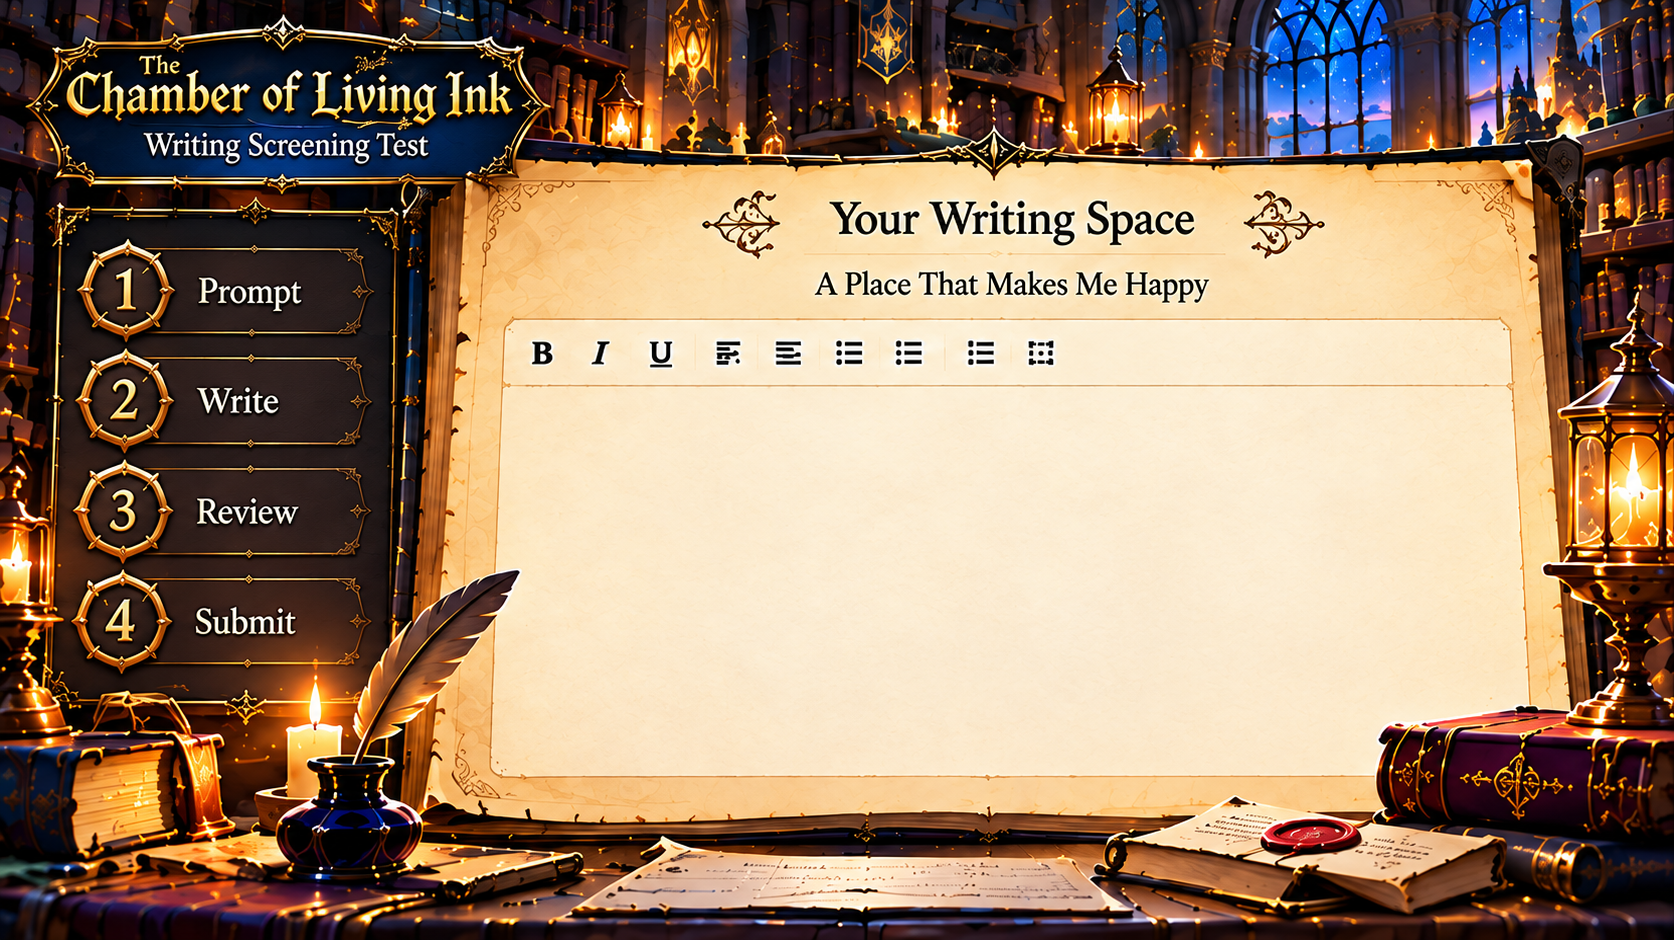 The
Chamber of Living Ink
Writing Screening Test
1 Prompt
2 Write
3 Review
4 Submit
Your Writing Space
A Place That Makes Me Happy
B I U